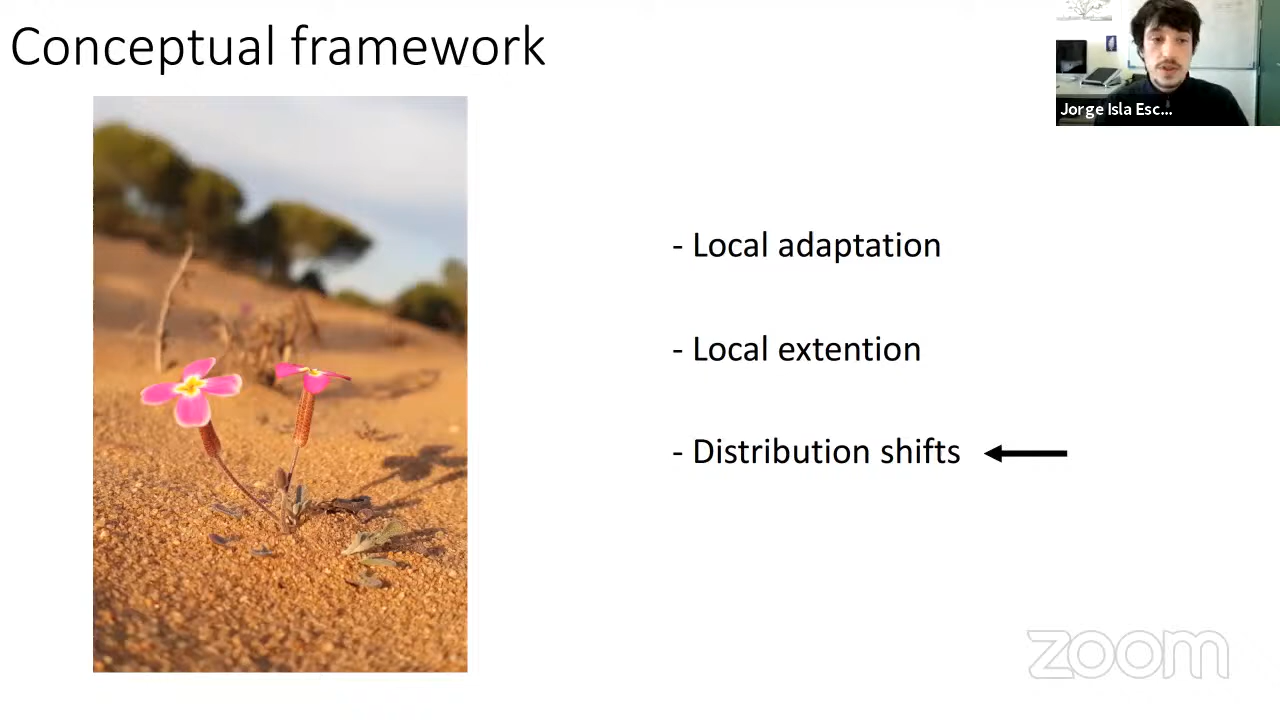 Conceptual framework
Jorge Isla Esc...
- Local adaptation
- Local extention
- Distribution shifts
zoom